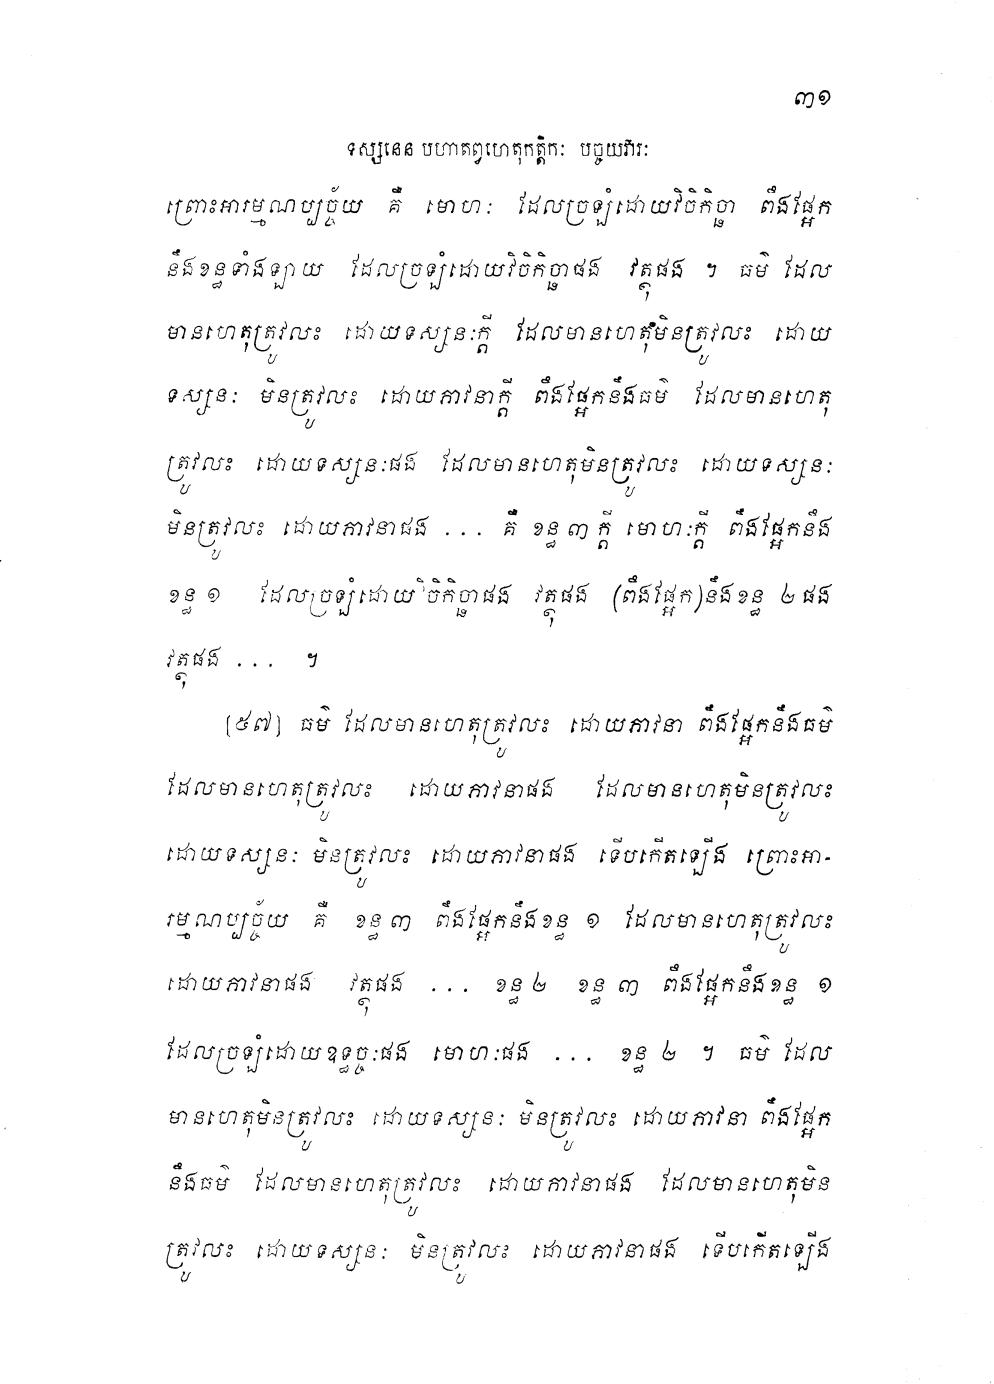 ៣១
ទស្សនេន បហាតព្វហេតុកត្តិកៈ បច្ចយវារៈ
ព្រោះអារម្មណប្បច្ច័យ គឺ មោហៈ ដែលច្រឡំដោយវិចិកិច្ឆា ពឹងផ្អែក
នឹងខន្ធទាំងឡាយ ដែលច្រឡំដោយវិចិកិច្ឆាផង វត្ថុផង ។ ធម៌ ដែល
មានហេតុត្រូវលះ ដោយទស្សនៈក្តី ដែលមានហេតុមិនត្រូវលះ ដោយ
ទស្សនៈ មិនត្រូវលះ ដោយភាវនាក្តី ពឹងផ្អែកនឹងធម៌ ដែលមានហេតុ
ត្រូវលះ ដោយទស្សនៈផង ដែលមានហេតុមិនត្រូវលះ ដោយទស្សនៈ
មិនត្រូវលះ ដោយភាវនាផង ... គឺ ខន្ធ ៣ ក្តី មោហៈក្តី ពឹងផ្អែកនឹង
ខន្ធ ១ ដែលច្រឡំដោយវិចិកិច្ឆាផង វត្ថុផង (ពឹងផ្អែក)នឹងខន្ធ ២ ផង
វត្ថុផង ... ។
[៥៧] ធម៌ ដែលមានហេតុត្រូវលះ ដោយភាវនា ពឹងផ្អែកនឹងធម៌
ដែលមានហេតុត្រូវលះ ដោយភាវនាផង ដែលមានហេតុមិនត្រូវលះ
ដោយទស្សនៈ មិនត្រូវលះ ដោយភាវនាផង ទើបកើតឡើង ព្រោះអា-
រម្មណប្បច្ច័យ គឺ ខន្ធ ៣ ពឹងផ្អែកនឹងខន្ធ ១ ដែលមានហេតុត្រូវលះ
ដោយភាវនាផង វត្ថុផង ... ខន្ធ ២ ខន្ធ ៣ ពឹងផ្អែកនឹងខន្ធ ១
ដែលច្រឡំដោយឧទ្ធច្ចៈផង មោហៈផង ... ខន្ធ ២ ។ ធម៌ ដែល
មានហេតុមិនត្រូវលះ ដោយទស្សនៈ មិនត្រូវលះ ដោយភាវនា ពឹងផ្អែក
នឹងធម៌ ដែលមានហេតុត្រូវលះ ដោយភាវនាផង ដែលមានហេតុមិន
ត្រូវលះ ដោយទស្សនៈ មិនត្រូវលះ ដោយភាវនាផង ទើបកើតឡើង